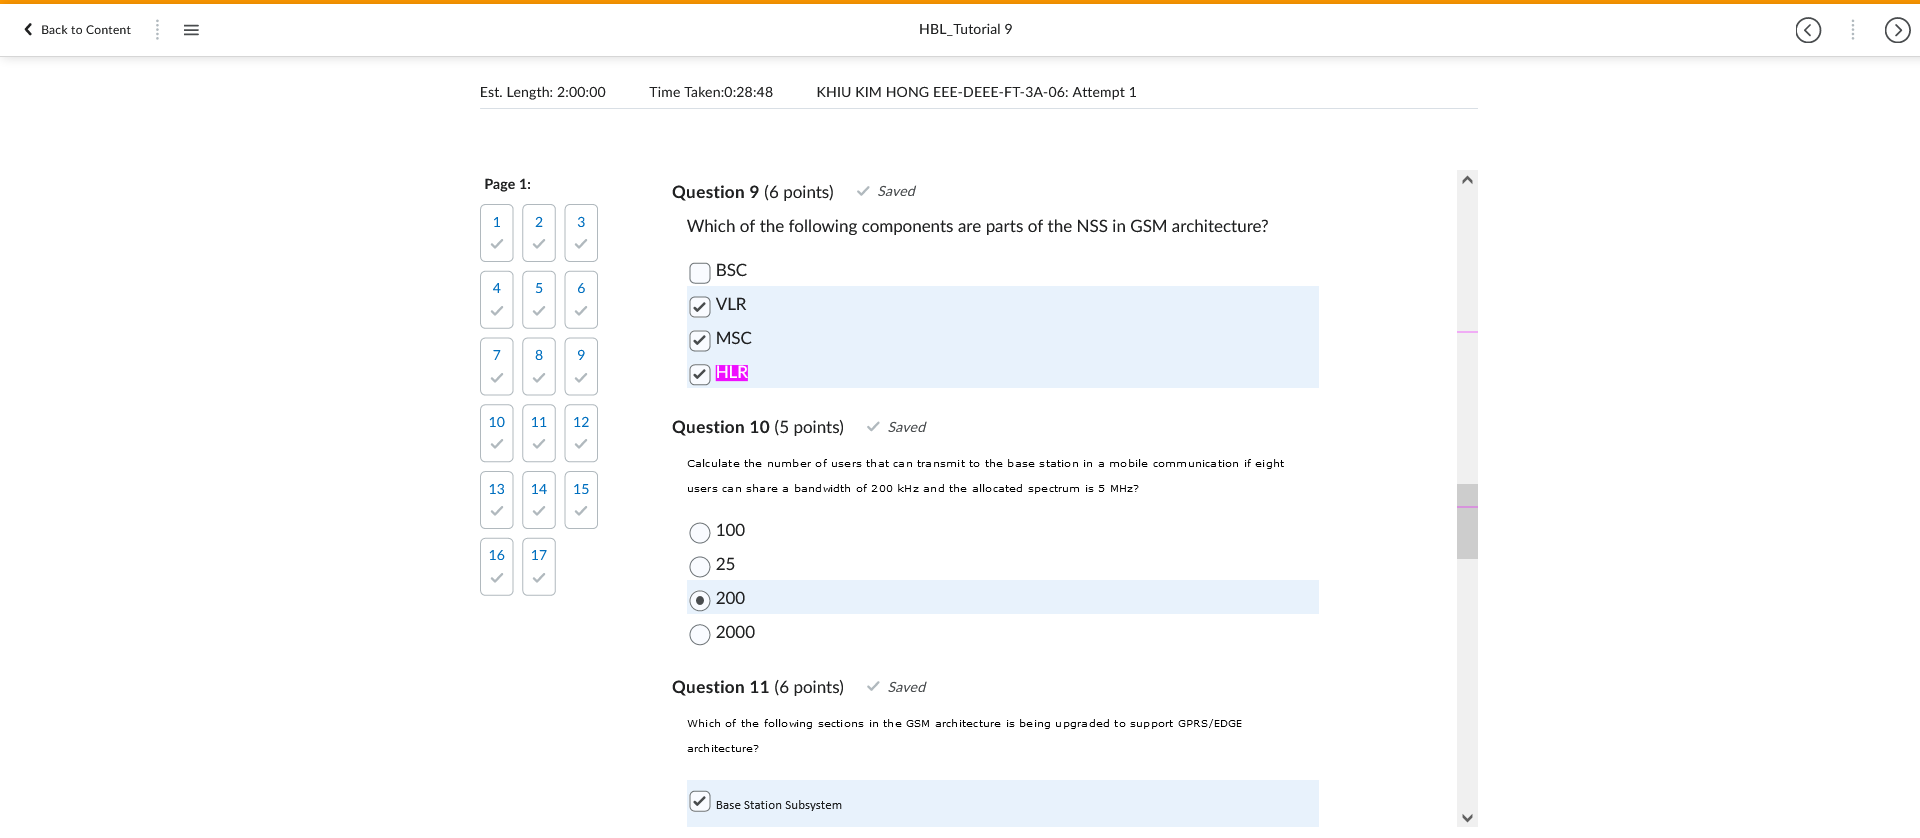 Back to Content
HBL_Tutorial 9
Est. Length: 2:00:00 Time Taken:0:28:48 KHIU KIM HONG EEE-DEEE-FT-3A-06: Attempt 1
Page 1:
1 2 3
4 5 6
7 8 9
10 11 12
13 14 15
16 17
Question 9 (6 points) Saved
Which of the following components are parts of the NSS in GSM architecture?
BSC
VLR
MSC
HLR
Question 10 (5 points) Saved
Calculate the number of users that can transmit to the base station in a mobile communication if eight
users can share a bandwidth of 200 kHz and the allocated spectrum is 5 MHz?
100
25
200
2000
Question 11 (6 points) Saved
Which of the following sections in the GSM architecture is being upgraded to support GPRS/EDGE
architecture?
Base Station Subsystem